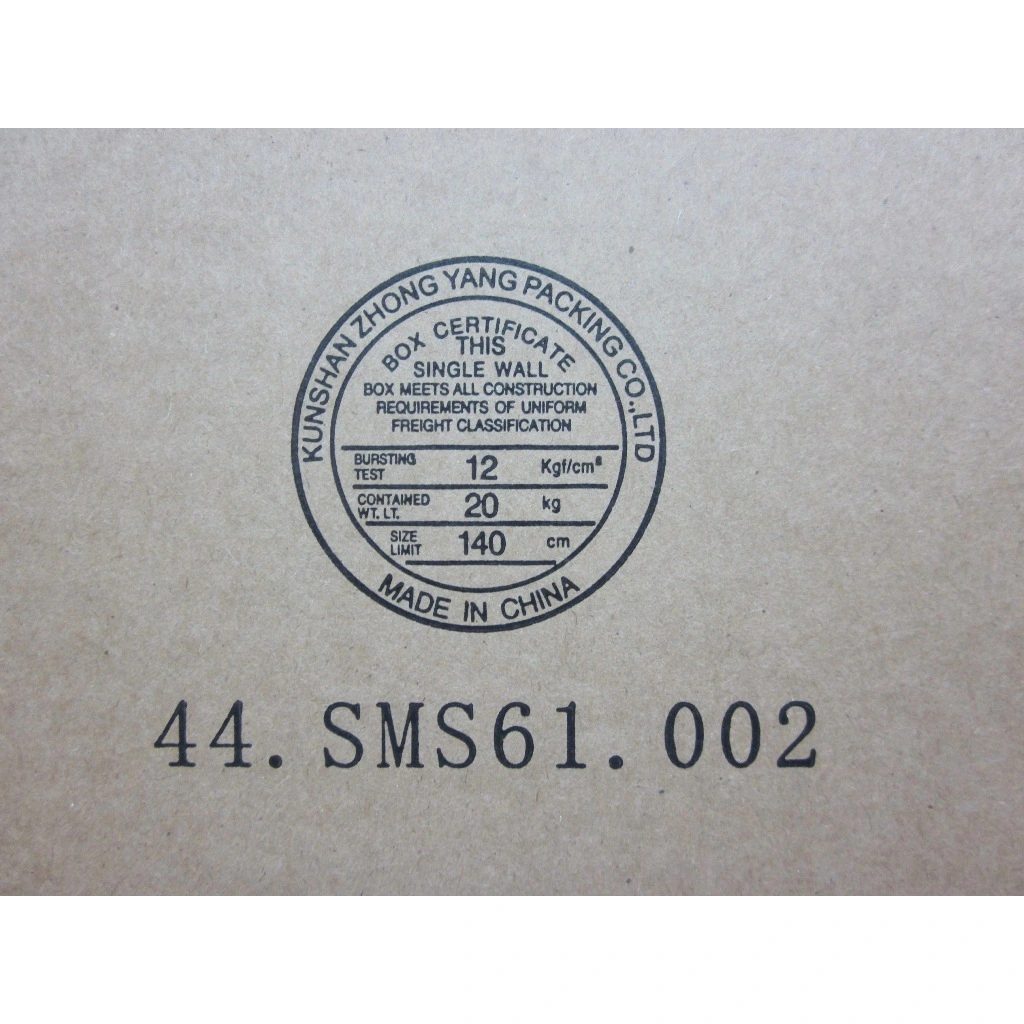 KUNSHAN ZHONG YANG PACKING CO.,LTD
BOX CERTIFICATE
THIS
SINGLE WALL
BOX MEETS ALL CONSTRUCTION
REQUIREMENTS OF UNIFORM
FREIGHT CLASSIFICATION
BURSTING TEST 12 Kgf/cm²
CONTAINED WT. LT. 20 kg
SIZE LIMIT 140 cm
MADE IN CHINA
44.SMS61.002